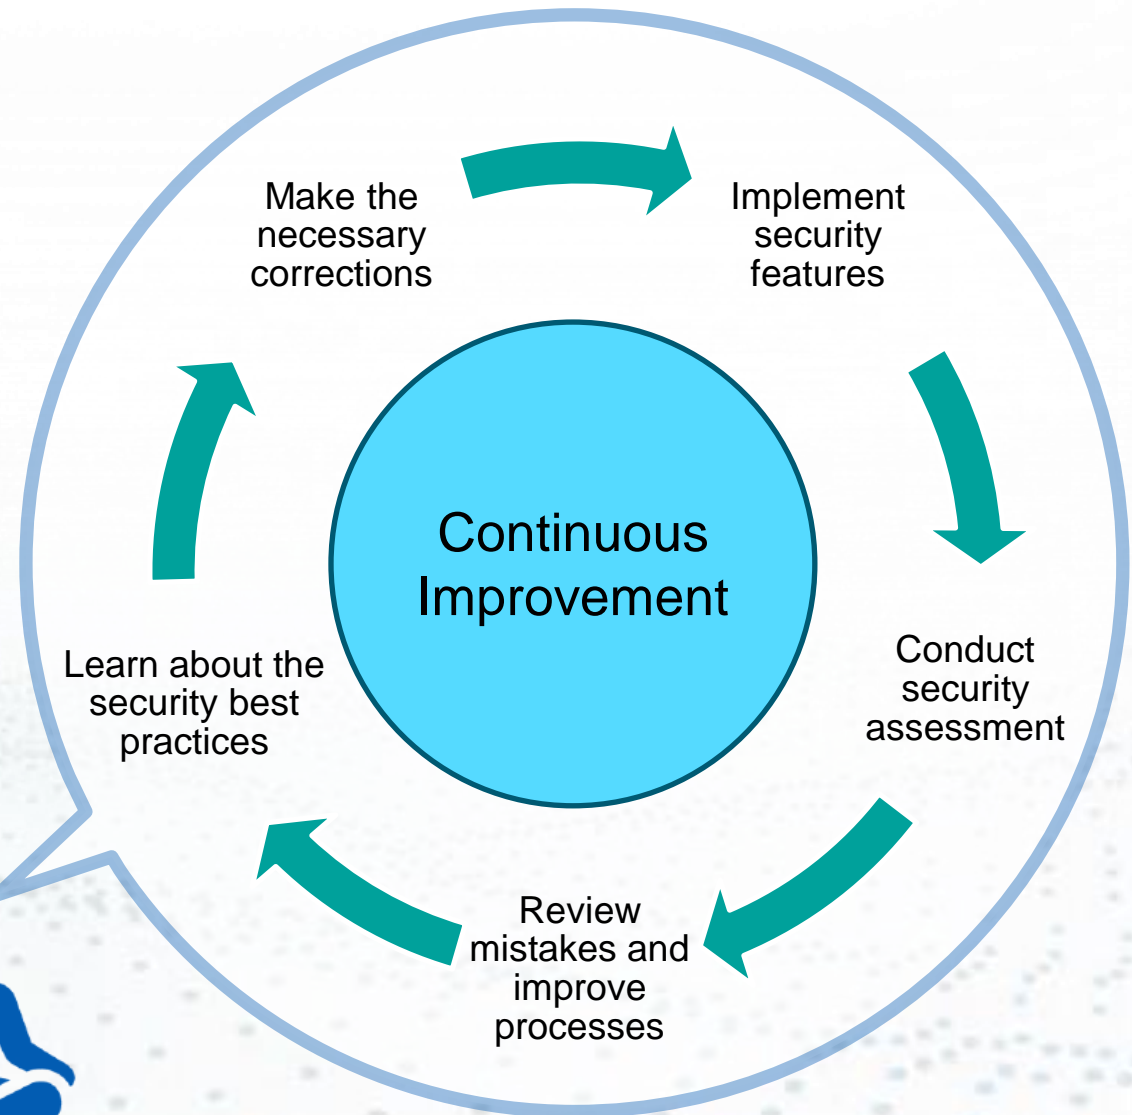 Make the
necessary
corrections
Implement
security
features
Continuous
Improvement
Learn about the
security best
practices
Conduct
security
assessment
Review
mistakes and
improve
processes